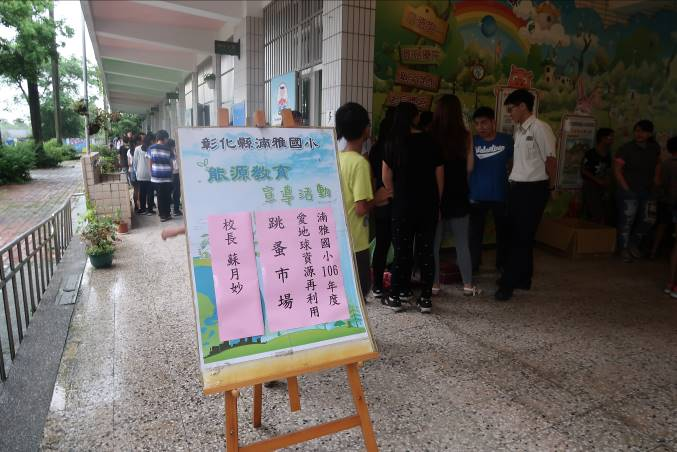 彰化縣湳雅國小
能源教育
宣導活動
湳雅國小106年度
愛地球資源再利用
跳蚤市場
校長 蘇月妙